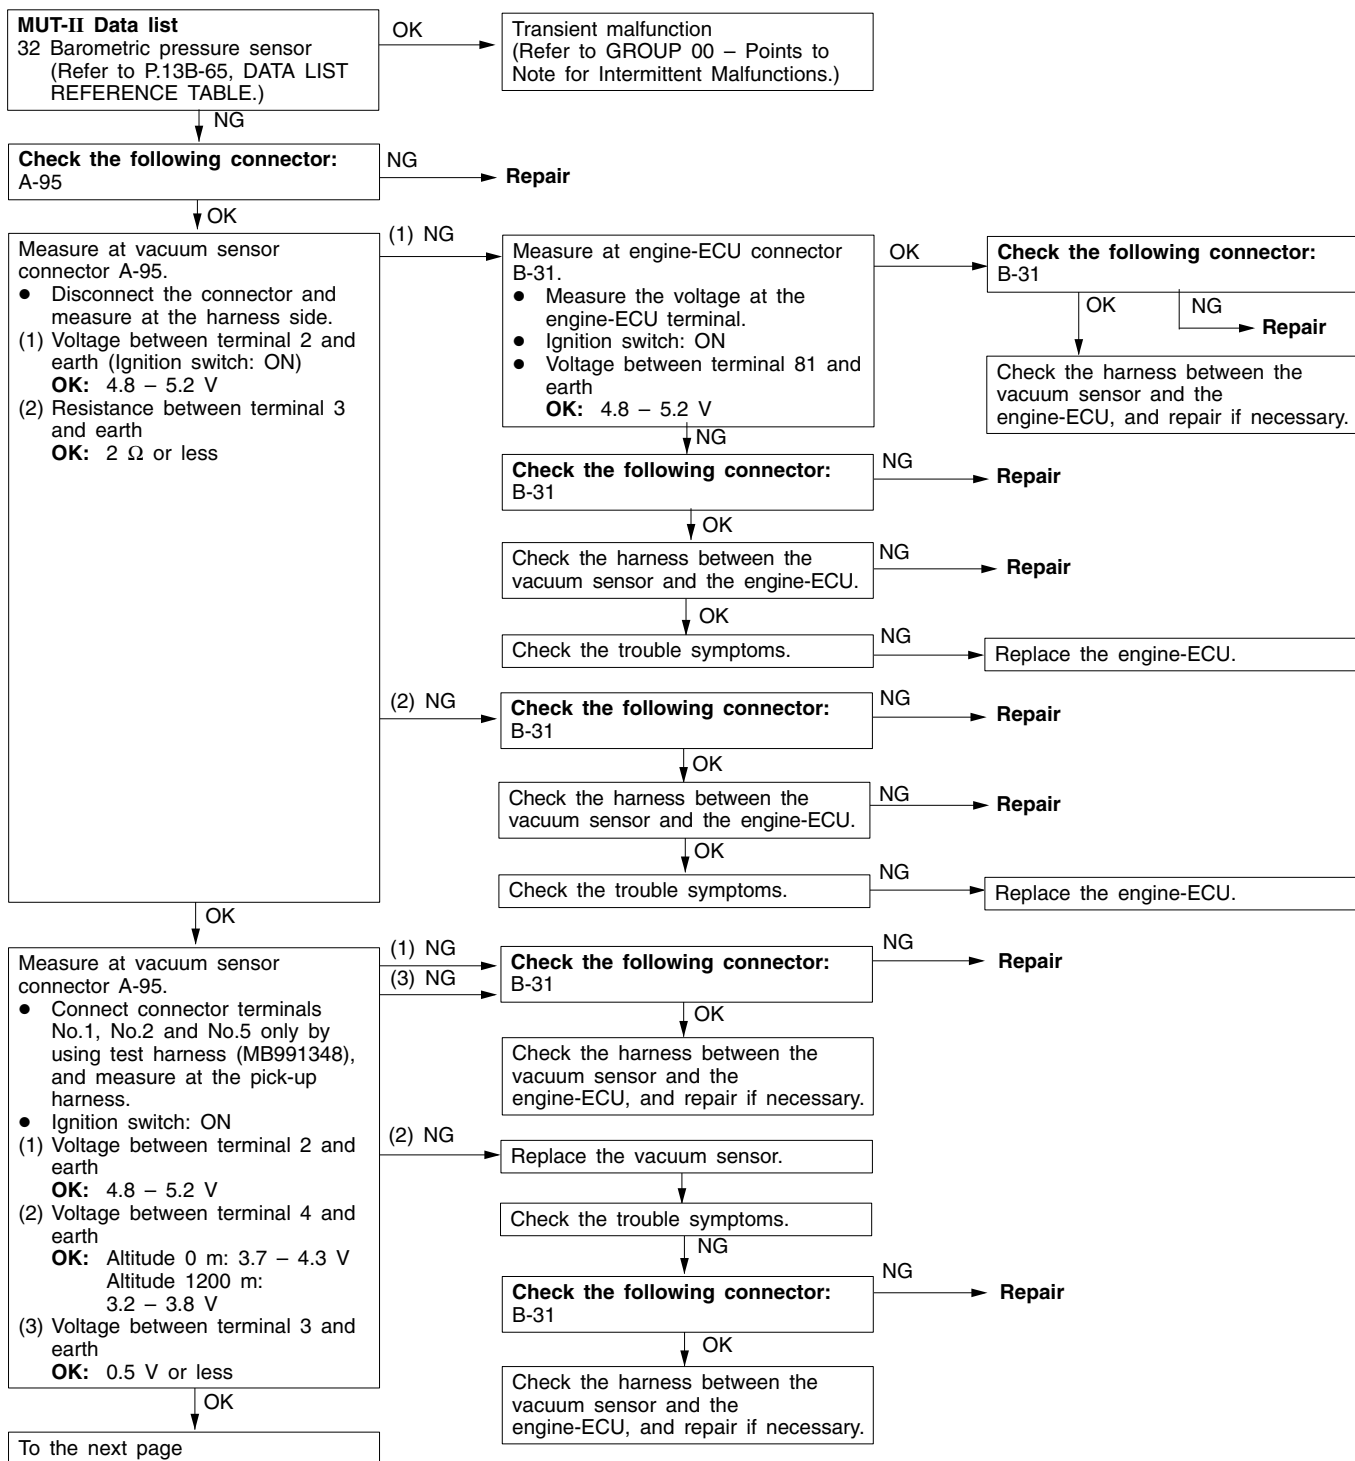 MUT-II Data list
32 Barometric pressure sensor
(Refer to P.13B-65, DATA LIST
REFERENCE TABLE.)
OK
Transient malfunction
(Refer to GROUP 00 – Points to
Note for Intermittent Malfunctions.)
NG
Check the following connector:
A-95
NG
Repair
OK
Measure at vacuum sensor
connector A-95.
● Disconnect the connector and
measure at the harness side.
(1) Voltage between terminal 2 and
earth (Ignition switch: ON)
OK: 4.8 – 5.2 V
(2) Resistance between terminal 3
and earth
OK: 2 Ω or less
(1) NG
Measure at engine-ECU connector
B-31.
● Measure the voltage at the
engine-ECU terminal.
● Ignition switch: ON
● Voltage between terminal 81 and
earth
OK: 4.8 – 5.2 V
OK
Check the following connector:
B-31
OK
NG
Repair
Check the harness between the
vacuum sensor and the
engine-ECU, and repair if necessary.
NG
Check the following connector:
B-31
NG
Repair
OK
Check the harness between the
vacuum sensor and the engine-ECU.
NG
Repair
OK
Check the trouble symptoms.
NG
Replace the engine-ECU.
(2) NG
Check the following connector:
B-31
NG
Repair
OK
Check the harness between the
vacuum sensor and the engine-ECU.
NG
Repair
OK
Check the trouble symptoms.
NG
Replace the engine-ECU.
OK
Measure at vacuum sensor
connector A-95.
● Connect connector terminals
No.1, No.2 and No.5 only by
using test harness (MB991348),
and measure at the pick-up
harness.
● Ignition switch: ON
(1) Voltage between terminal 2 and
earth
OK: 4.8 – 5.2 V
(2) Voltage between terminal 4 and
earth
OK: Altitude 0 m: 3.7 – 4.3 V
Altitude 1200 m:
3.2 – 3.8 V
(3) Voltage between terminal 3 and
earth
OK: 0.5 V or less
(1) NG
(3) NG
Check the following connector:
B-31
NG
Repair
OK
Check the harness between the
vacuum sensor and the
engine-ECU, and repair if necessary.
(2) NG
Replace the vacuum sensor.
Check the trouble symptoms.
NG
Check the following connector:
B-31
NG
Repair
OK
Check the harness between the
vacuum sensor and the
engine-ECU, and repair if necessary.
OK
To the next page